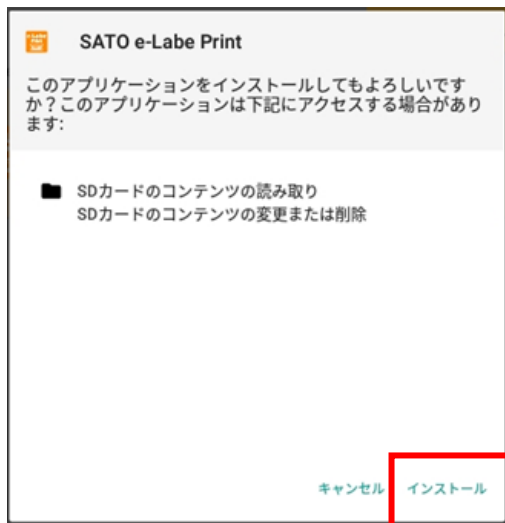 SATO e-Labe Print
このアプリケーションをインストールしてもよろしいです
か？このアプリケーションは下記にアクセスする場合があり
ます:
SDカードのコンテンツの読み取り
SDカードのコンテンツの変更または削除
キャンセル インストール